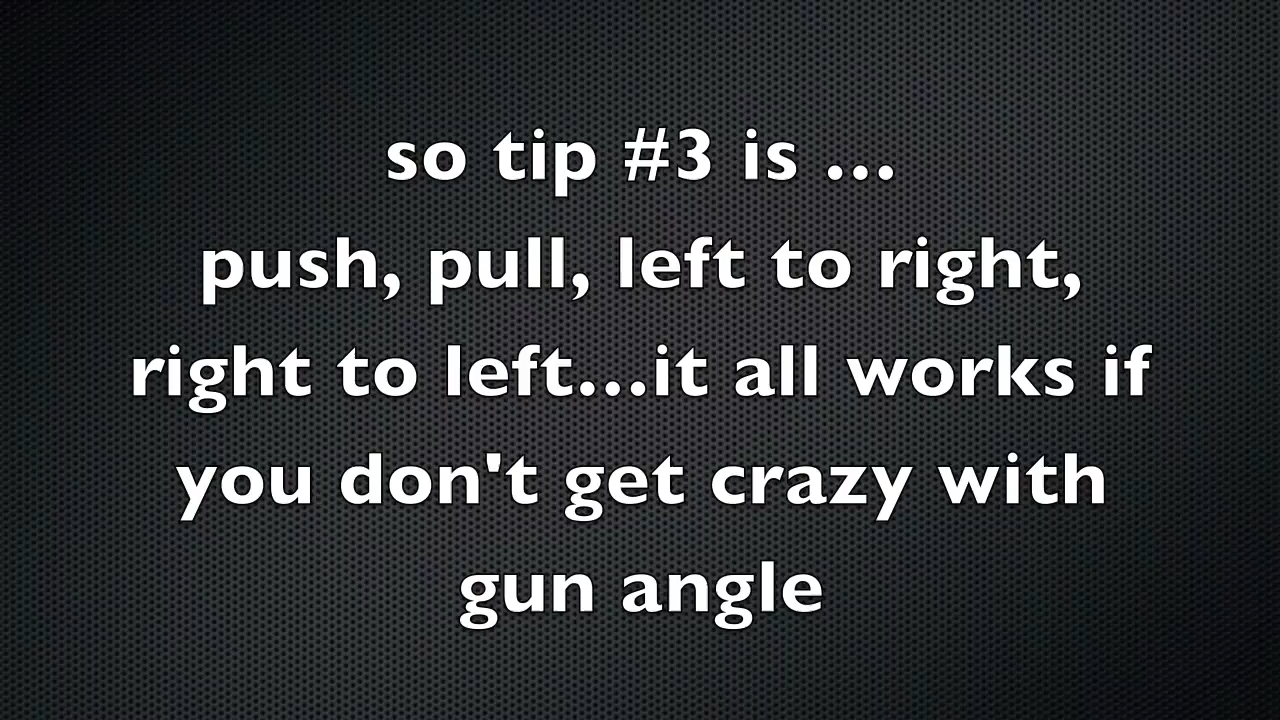 so tip #3 is ...
push, pull, left to right,
right to left...it all works if
you don't get crazy with
gun angle